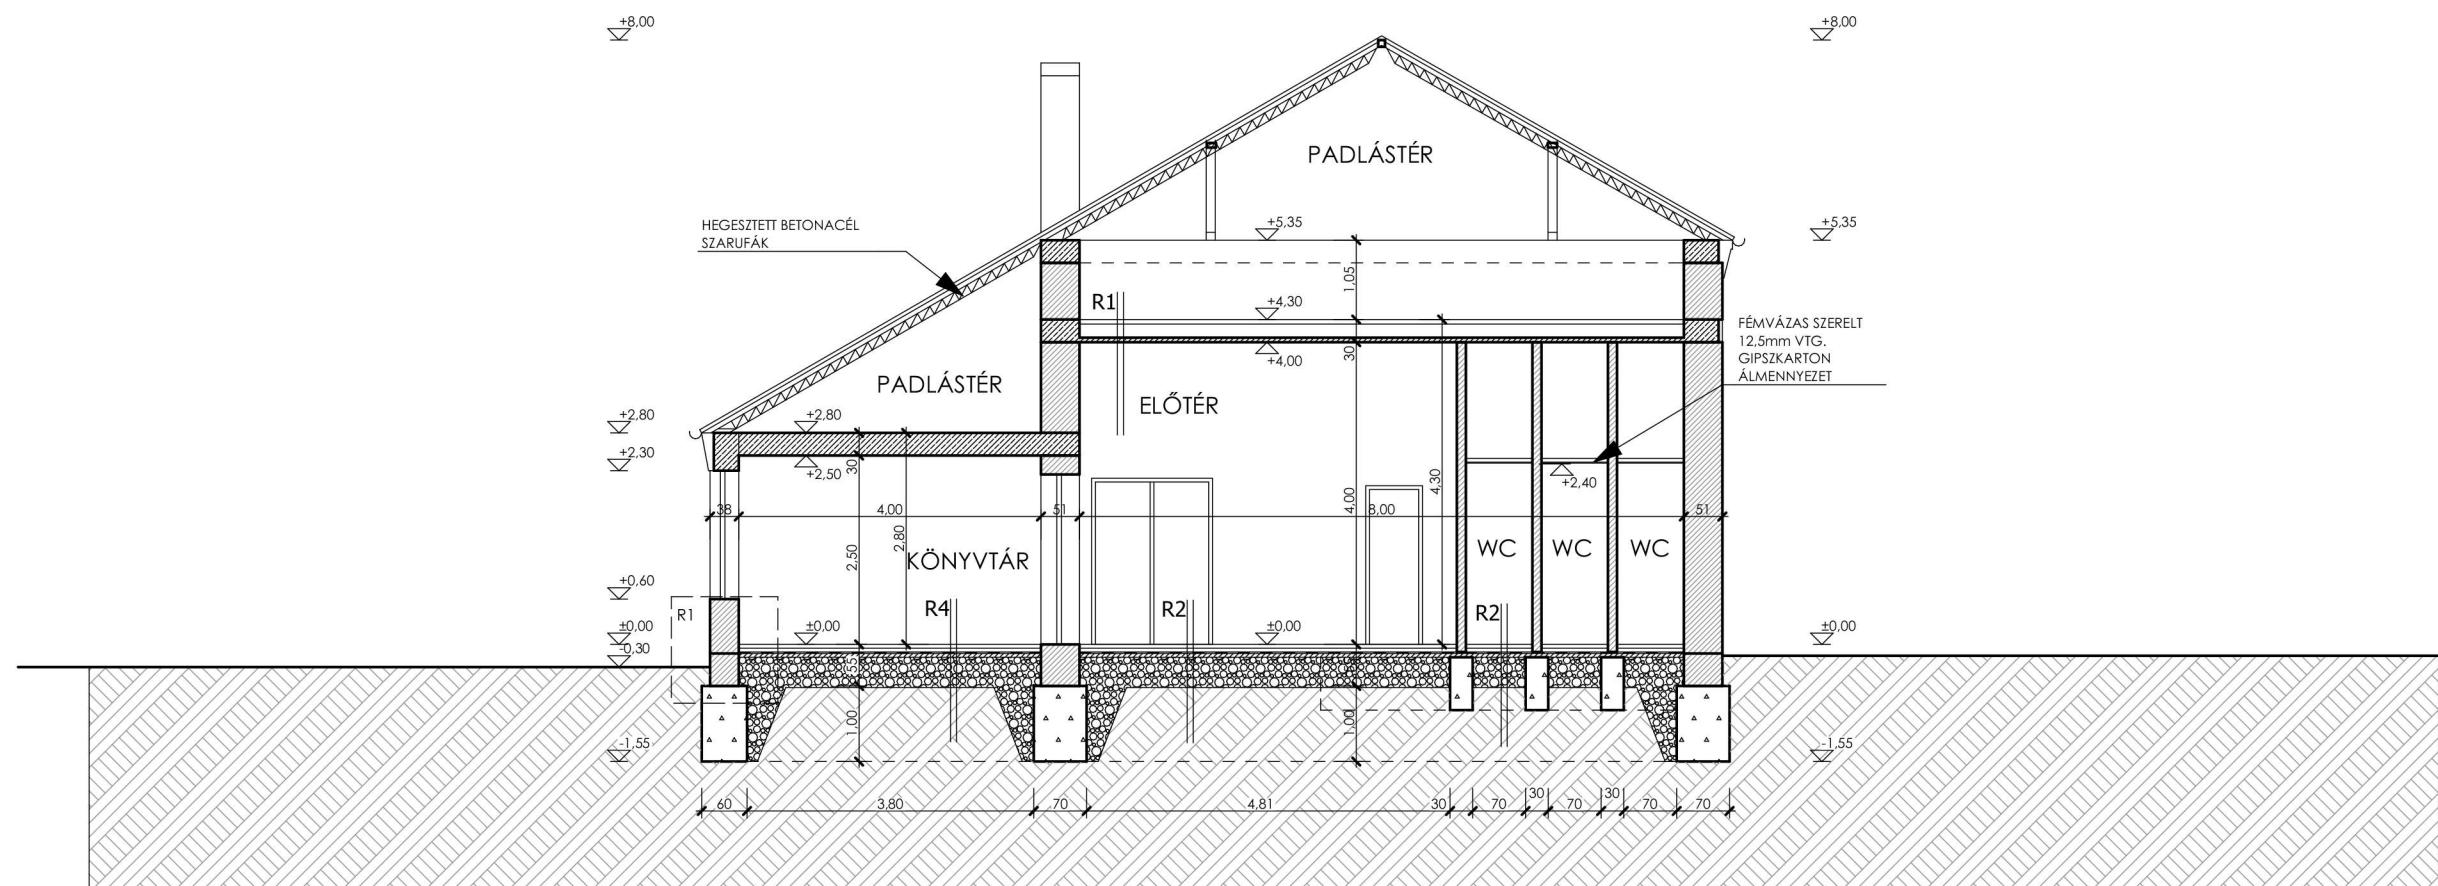 +8,00
+8,00
PADLÁSTÉR
HEGESZTETT BETONACÉL
SZARUFÁK
+5,35
+5,35
1,05
R1
+4,30
FÉMVÁZAS SZERELT
12,5mm VTG.
GIPSZKARTON
ÁLMENNYEZET
30
+4,00
PADLÁSTÉR
ELŐTÉR
+2,80
+2,80
+2,30
+2,50
30
+2,40
4,30
4,00
38
4,00
51
8,00
51
2,80
2,50
KÖNYVTÁR
WC
WC
WC
+0,60
R1
R4
R2
R2
±0,00
±0,00
±0,00
±0,00
-0,30
55
1,00
1,00
-1,55
-1,55
60
3,80
70
4,81
30
70
30
70
30
70
70